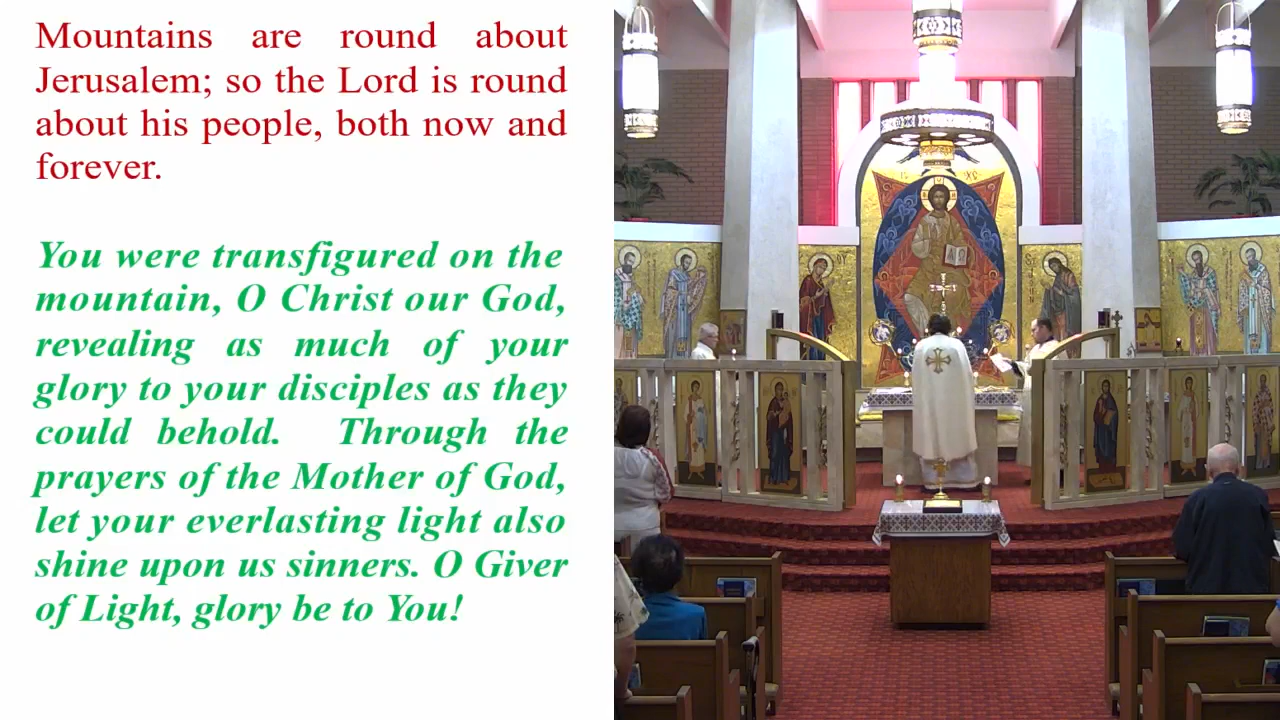 Mountains are round about
Jerusalem; so the Lord is round
about his people, both now and
forever.
You were transfigured on the
mountain, O Christ our God,
revealing as much of your
glory to your disciples as they
could behold. Through the
prayers of the Mother of God,
let your everlasting light also
shine upon us sinners. O Giver
of Light, glory be to You!